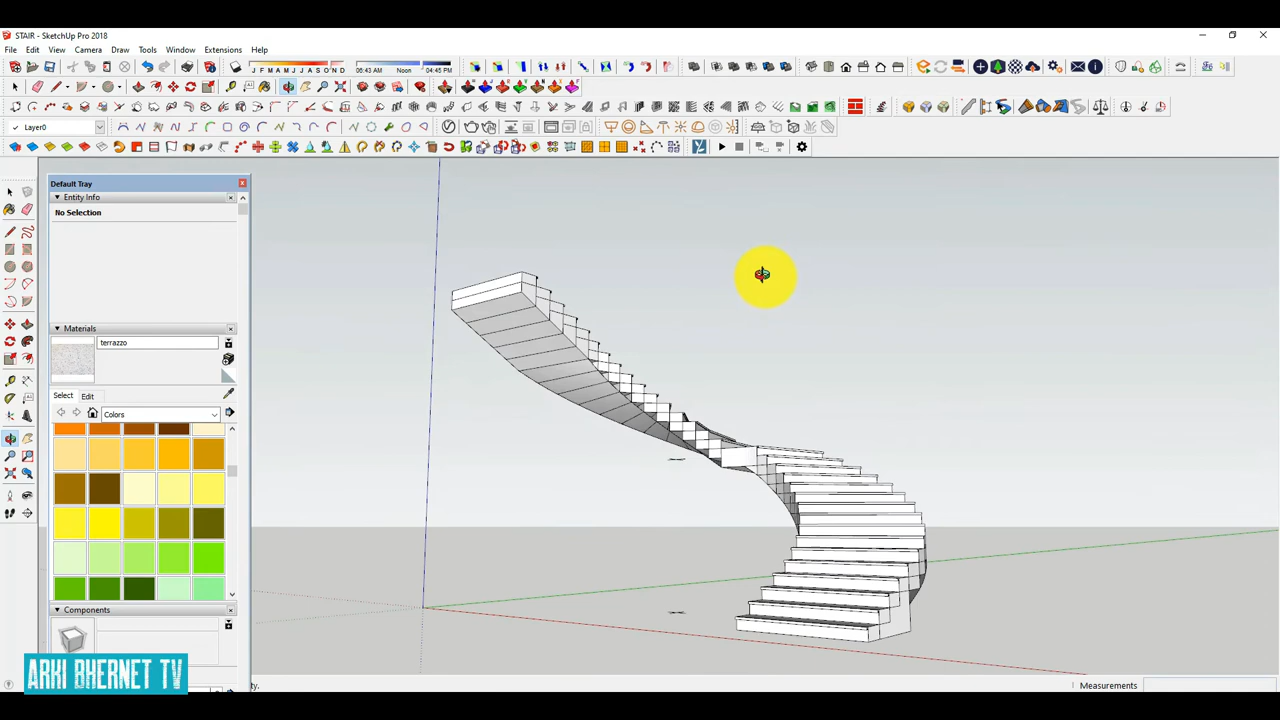 STAIR - SketchUp Pro 2018
File Edit View Camera Draw Tools Window Extensions Help
J F M A M J J A S O N D
06:43 AM Noon 04:45 PM
Layer0
Default Tray
Entity Info
No Selection
Materials
terrazzo
Select Edit
Colors
Components
ARKI BHERNET TV
Measurements